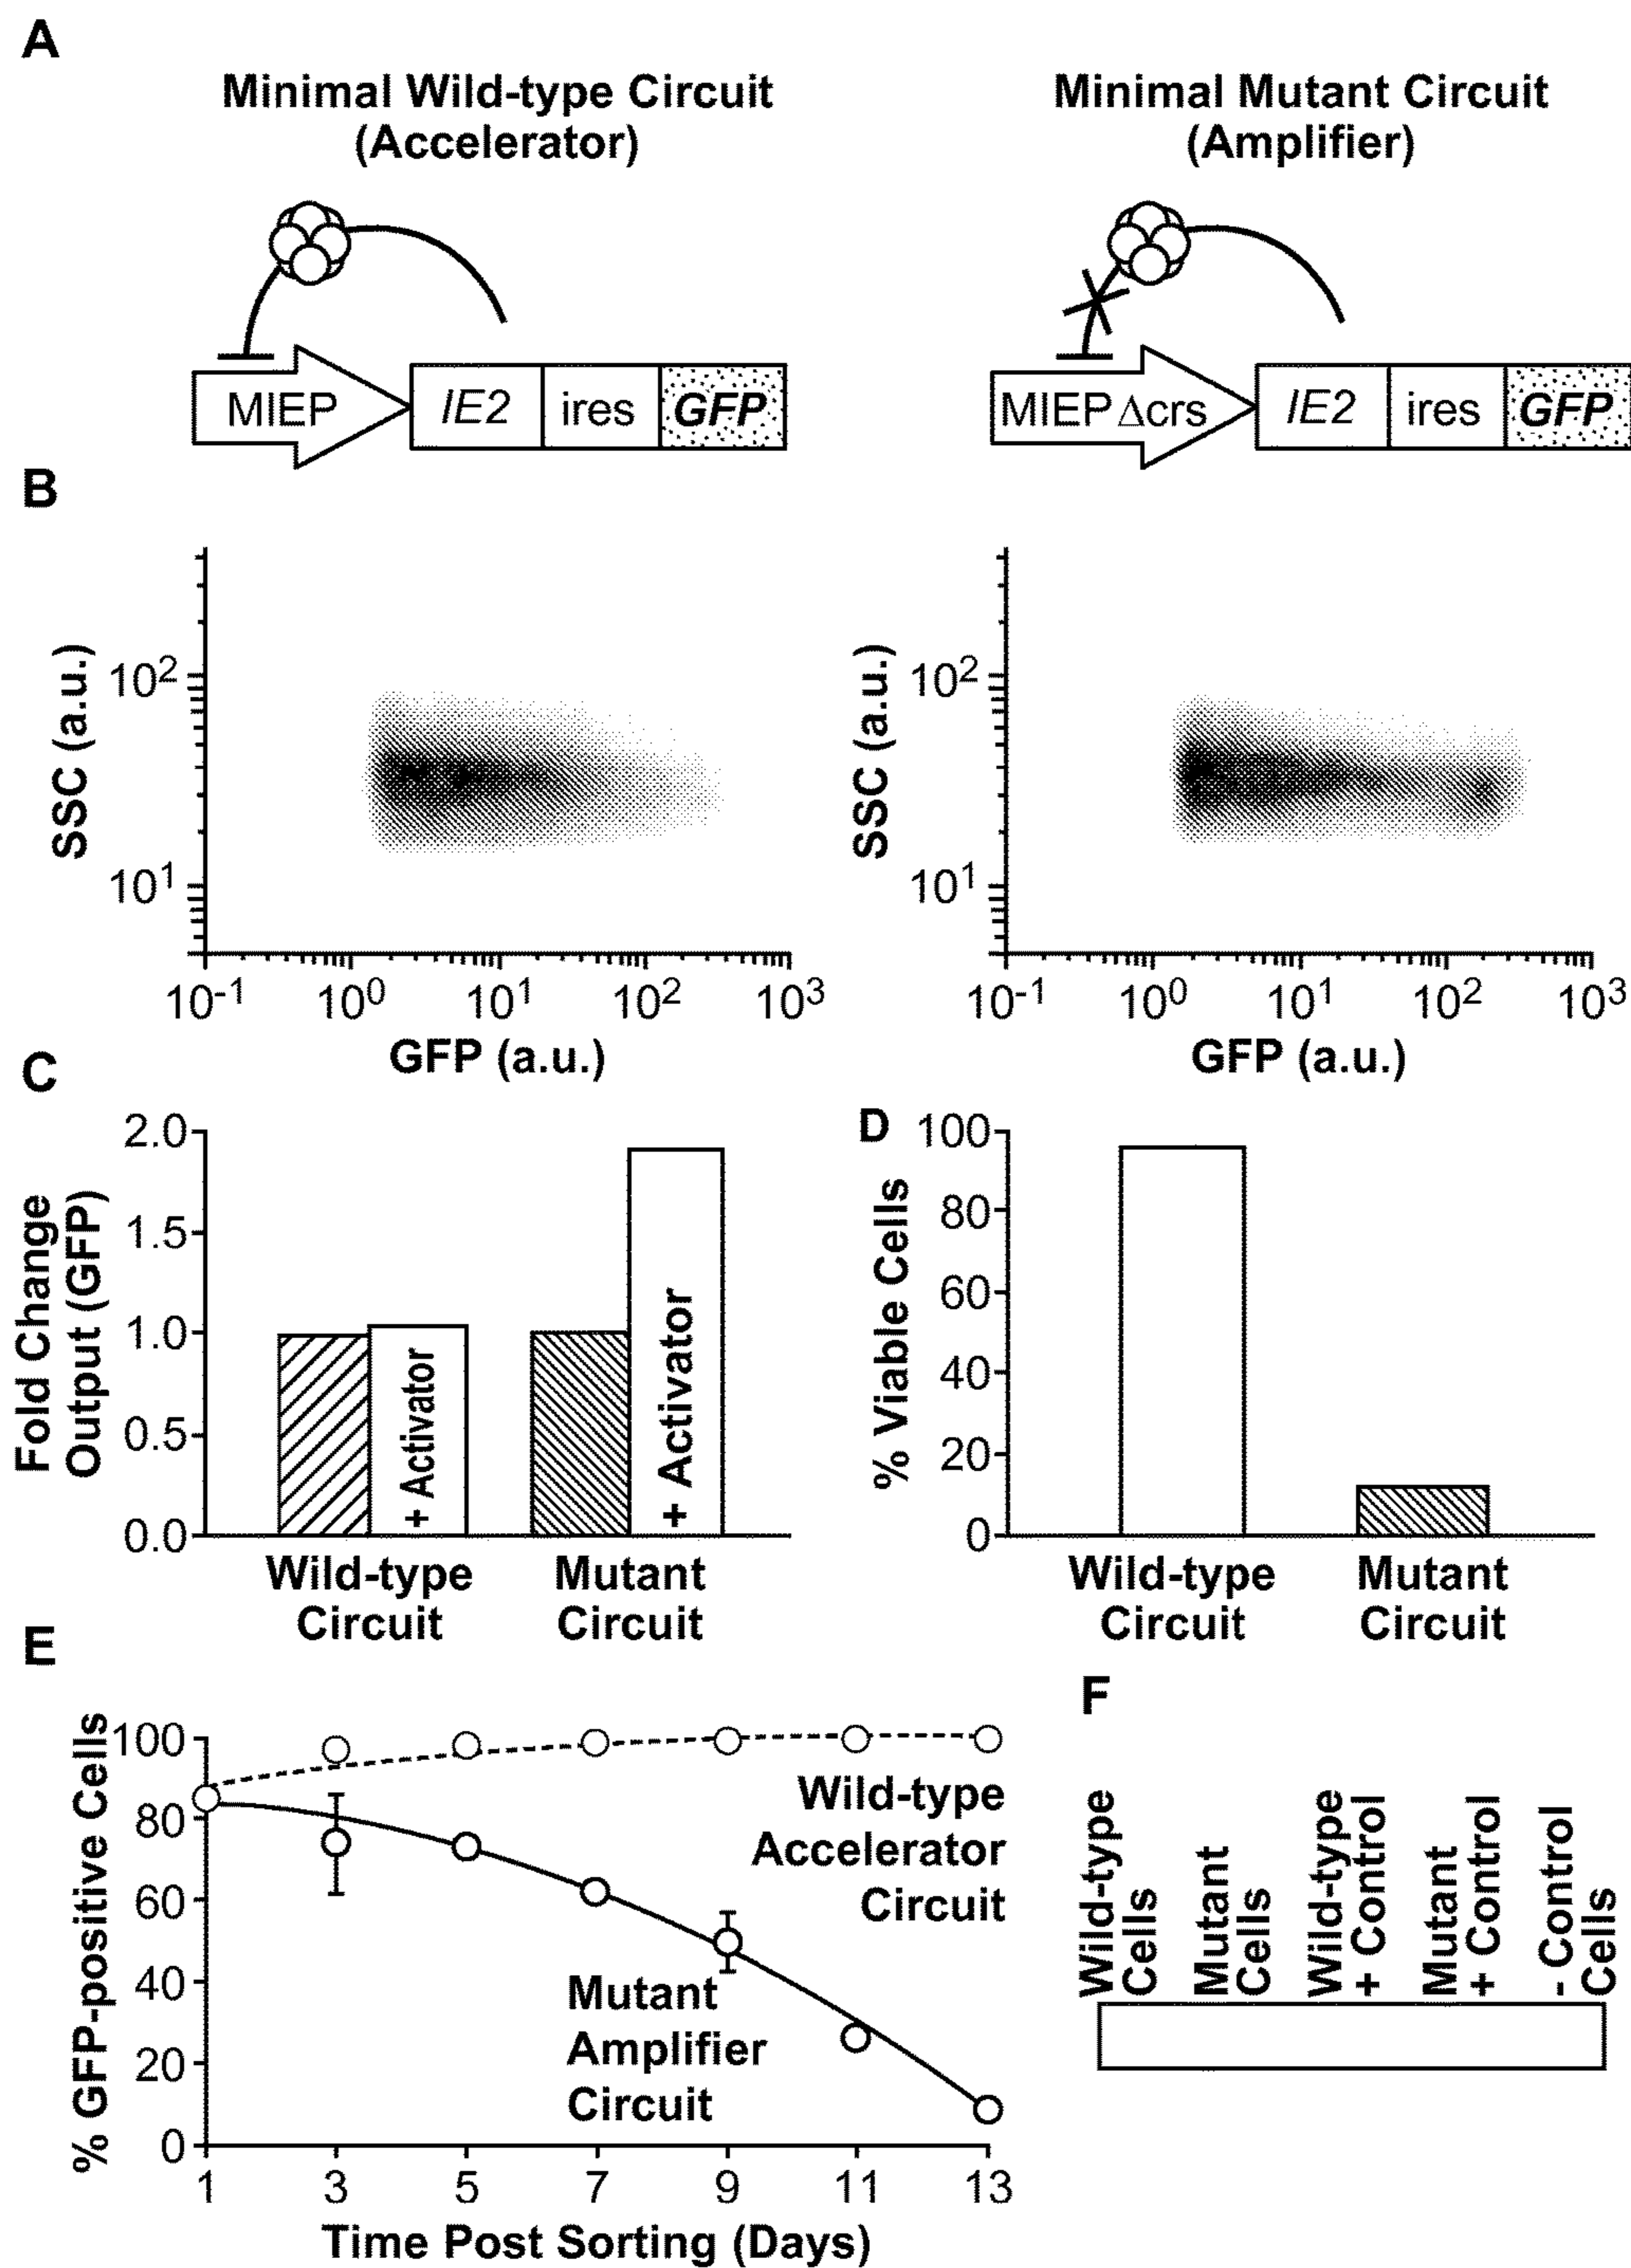 A
Minimal Wild-type Circuit
(Accelerator)
Minimal Mutant Circuit
(Amplifier)
MIEP
IE2
ires
GFP
MIEP Δcrs
IE2
ires
GFP
B
SSC (a.u.)
10²
10¹
10⁻¹
10⁰
10¹
10²
10³
GFP (a.u.)
SSC (a.u.)
10²
10¹
10⁻¹
10⁰
10¹
10²
10³
GFP (a.u.)
C
Fold Change
Output (GFP)
2.0
1.5
1.0
0.5
0.0
+ Activator
+ Activator
Wild-type
Circuit
Mutant
Circuit
D
% Viable Cells
100
80
60
40
20
0
Wild-type
Circuit
Mutant
Circuit
E
% GFP-positive Cells
100
80
60
40
20
0
Wild-type
Accelerator
Circuit
Mutant
Amplifier
Circuit
1
3
5
7
9
11
13
Time Post Sorting (Days)
F
Wild-type
Cells
Mutant
Cells
Wild-type
+ Control
Mutant
+ Control
- Control
Cells